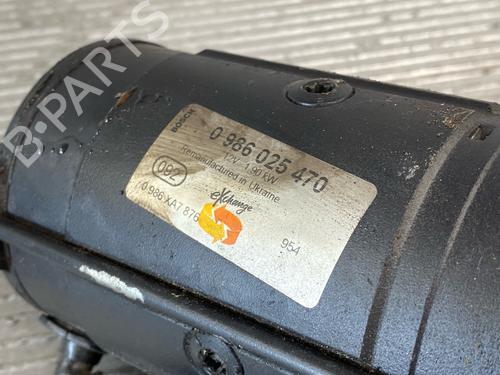 BOSCH
0 986 025 470
12V 1,90 kW
Remanufactured in Ukraine
092
0 986 XA7 876
eXchange
954
B-PARTS